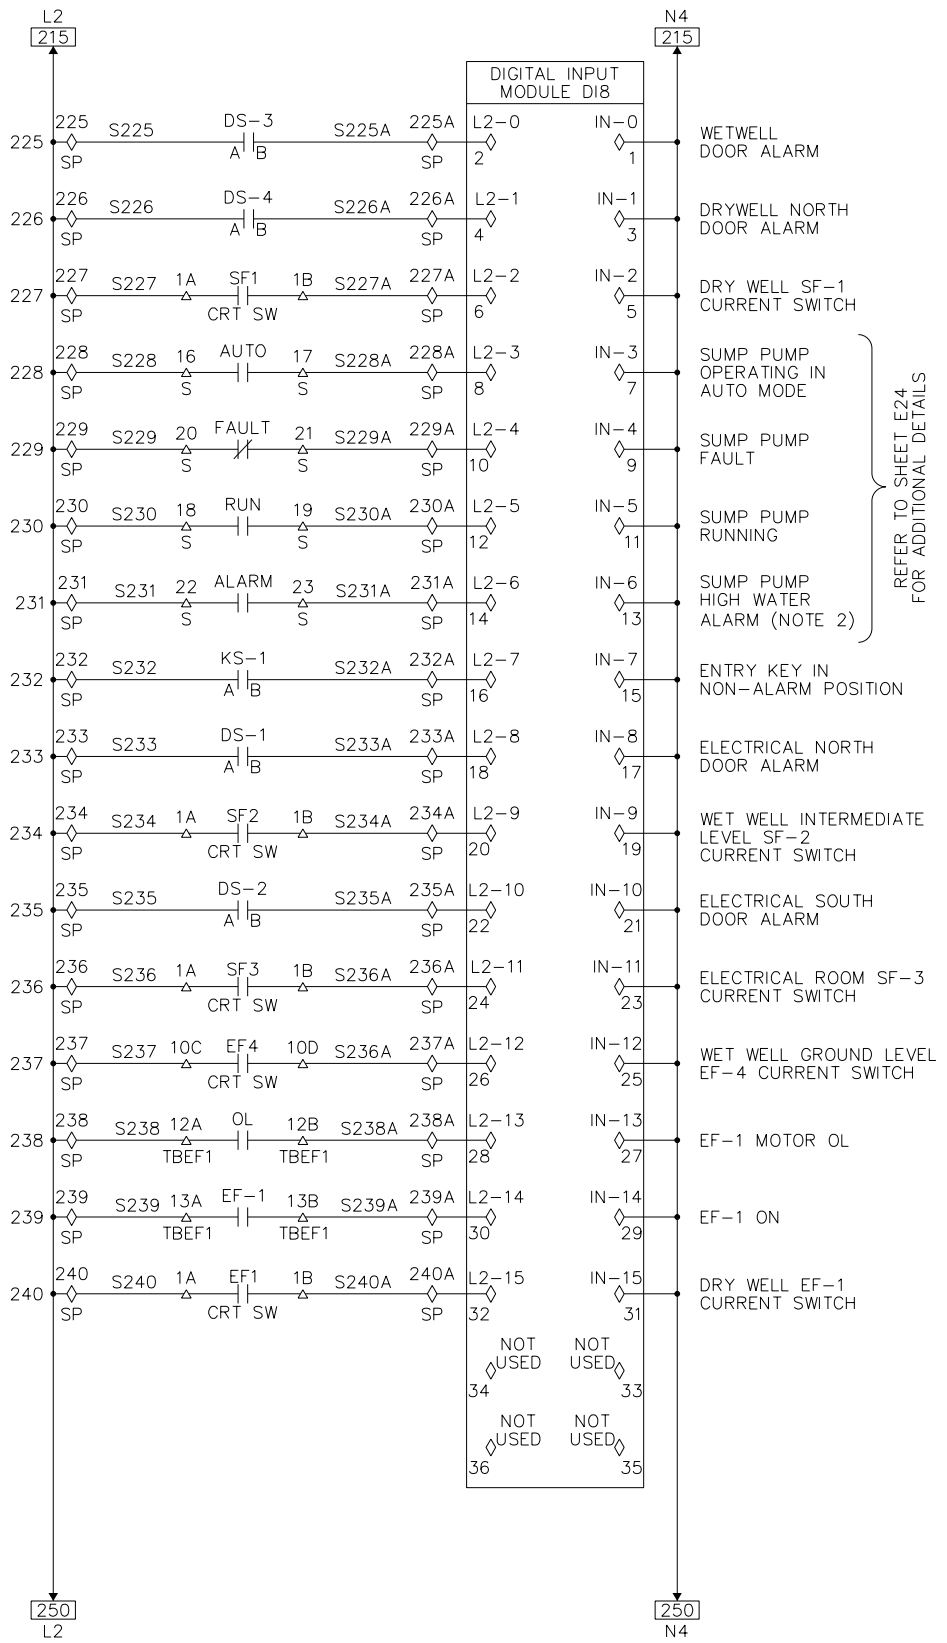 L2
215
N4
215
DIGITAL INPUT
MODULE DI8
225 225 S225 DS-3 S225A 225A L2-0 IN-0 WETWELL
SP A B SP 2 1 DOOR ALARM
226 226 S226 DS-4 S226A 226A L2-1 IN-1 DRYWELL NORTH
SP A B SP 4 3 DOOR ALARM
227 227 S227 1A SF1 1B S227A 227A L2-2 IN-2 DRY WELL SF-1
SP CRT SW SP 6 5 CURRENT SWITCH
228 228 S228 16 AUTO 17 S228A 228A L2-3 IN-3 SUMP PUMP
OPERATING IN
SP S S SP 8 7 AUTO MODE
229 229 S229 20 FAULT 21 S229A 229A L2-4 IN-4 SUMP PUMP
SP S S SP 10 9 FAULT
230 230 S230 18 RUN 19 S230A 230A L2-5 IN-5 SUMP PUMP
SP S S SP 12 11 RUNNING
231 231 S231 22 ALARM 23 S231A 231A L2-6 IN-6 SUMP PUMP
HIGH WATER
SP S S SP 14 13 ALARM (NOTE 2)
REFER TO SHEET E24
FOR ADDITIONAL DETAILS
232 232 S232 KS-1 S232A 232A L2-7 IN-7 ENTRY KEY IN
SP A B SP 16 15 NON-ALARM POSITION
233 233 S233 DS-1 S233A 233A L2-8 IN-8 ELECTRICAL NORTH
SP A B SP 18 17 DOOR ALARM
234 234 S234 1A SF2 1B S234A 234A L2-9 IN-9 WET WELL INTERMEDIATE
LEVEL SF-2
SP CRT SW SP 20 19 CURRENT SWITCH
235 235 S235 DS-2 S235A 235A L2-10 IN-10 ELECTRICAL SOUTH
SP A B SP 22 21 DOOR ALARM
236 236 S236 1A SF3 1B S236A 236A L2-11 IN-11 ELECTRICAL ROOM SF-3
SP CRT SW SP 24 23 CURRENT SWITCH
237 237 S237 10C EF4 10D S236A 237A L2-12 IN-12 WET WELL GROUND LEVEL
SP CRT SW SP 26 25 EF-4 CURRENT SWITCH
238 238 S238 12A OL 12B S238A 238A L2-13 IN-13 EF-1 MOTOR OL
SP TBEF1 TBEF1 SP 28 27
239 239 S239 13A EF-1 13B S239A 239A L2-14 IN-14 EF-1 ON
SP TBEF1 TBEF1 SP 30 29
240 240 S240 1A EF1 1B S240A 240A L2-15 IN-15 DRY WELL EF-1
SP CRT SW SP 32 31 CURRENT SWITCH
NOT NOT
USED USED
34 33
NOT NOT
USED USED
36 35
250
L2
250
N4